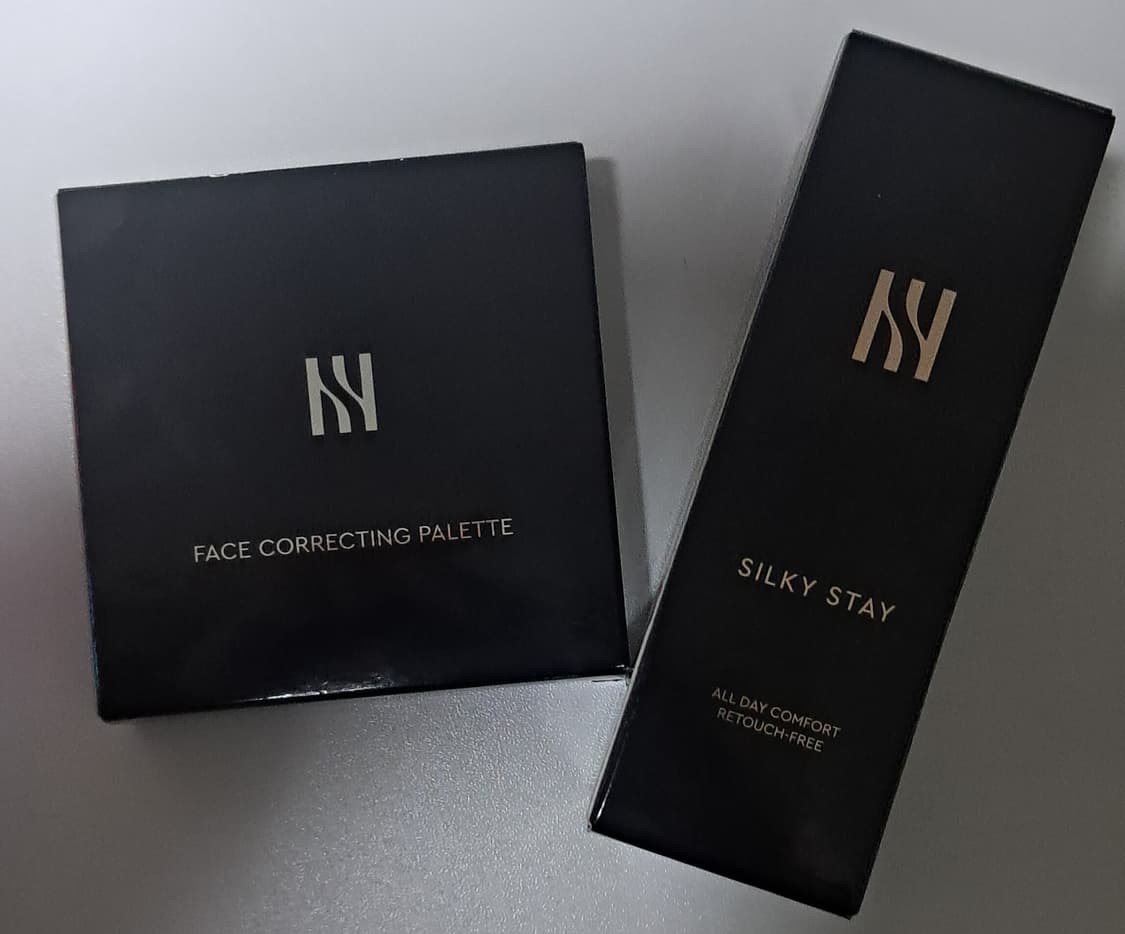 FACE CORRECTING PALETTE
SILKY STAY
ALL DAY COMFORT
RETOUCH-FREE